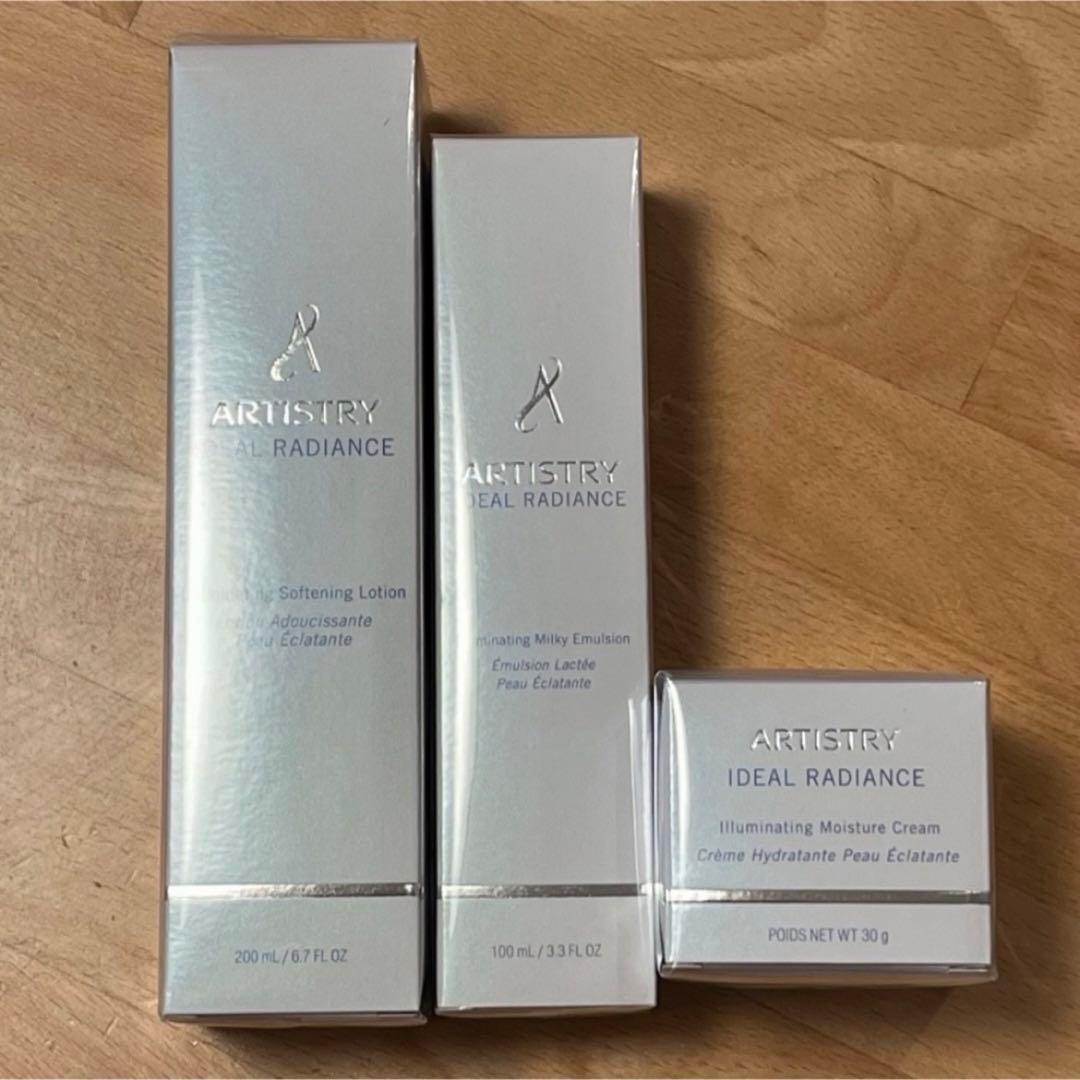 ARTISTRY
IDEAL RADIANCE
Softening Lotion
Lotion Adoucissante
Peau Éclatante
200 mL / 6.7 FL OZ
ARTISTRY
IDEAL RADIANCE
Illuminating Milky Emulsion
Émulsion Lactée
Peau Éclatante
100 mL / 3.3 FL OZ
ARTISTRY
IDEAL RADIANCE
Illuminating Moisture Cream
Crème Hydratante Peau Éclatante
POIDS NET WT 30 g